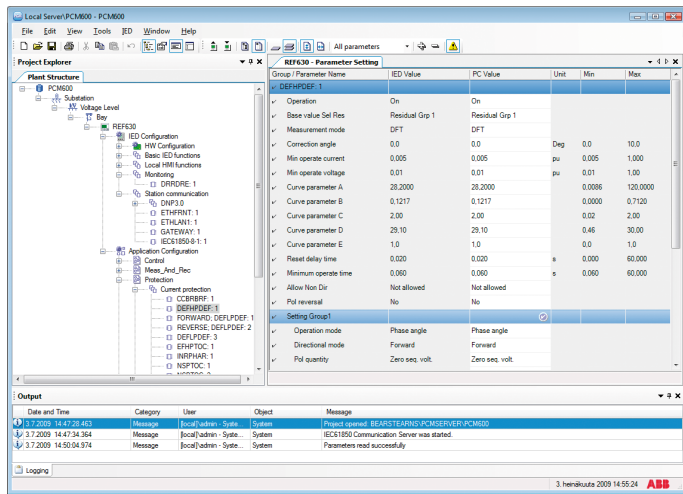 Local Server\PCM600 - PCM600
File Edit View Tools IED Window Help
All parameters
Project Explorer
Plant Structure
PCM600
Substation
Voltage Level
Bay
REF630
IED Configuration
HW Configuration
Basic IED functions
Local HMI functions
Monitoring
DRRDRE: 1
Station communication
DNP3.0
ETHFRNT: 1
ETHLAN1: 1
GATEWAY: 1
IEC61850-8-1: 1
Application Configuration
Control
Meas_And_Rec
Protection
Current protection
CCBRBRF: 1
DEFHPDEF: 1
FORWARD; DEFLPDEF: 1
REVERSE; DEFLPDEF: 2
DEFLPDEF: 3
EFHPTOC: 1
INRPHAR: 1
NSPTOC: 1
NSPTOC: 2
REF630 - Parameter Setting
Group / Parameter Name IED Value PC Value Unit Min Max
DEFHPDEF: 1
Operation On On
Base value Sel Res Residual Grp 1 Residual Grp 1
Measurement mode DFT DFT
Correction angle 0,0 0,0 Deg 0,0 10,0
Min operate current 0,005 0,005 pu 0,005 1,000
Min operate voltage 0,01 0,01 pu 0,01 1,00
Curve parameter A 28,2000 28,2000 0,0086 120,0000
Curve parameter B 0,1217 0,1217 0,0000 0,7120
Curve parameter C 2,00 2,00 0,02 2,00
Curve parameter D 29,10 29,10 0,46 30,00
Curve parameter E 1,0 1,0 0,0 1,0
Reset delay time 0,020 0,020 s 0,000 60,000
Minimum operate time 0,060 0,060 s 0,060 60,000
Allow Non Dir Not allowed Not allowed
Pol reversal No No
Setting Group1
Operation mode Phase angle Phase angle
Directional mode Forward Forward
Pol quantity Zero seq. volt. Zero seq. volt.
Output
Date and Time Category User Object Message
3.7.2009 14:47:28.463 Message [local]\admin - Syste... System Project opened: BEARSTEARNS\PCMSERVER\PCM600
3.7.2009 14:47:34.364 Message [local]\admin - Syste... System IEC61850 Communication Server was started.
3.7.2009 14:50:04.974 Message [local]\admin - Syste... System Parameters read successfully
Logging
3. heinäkuuta 2009 14:55:24 ABB